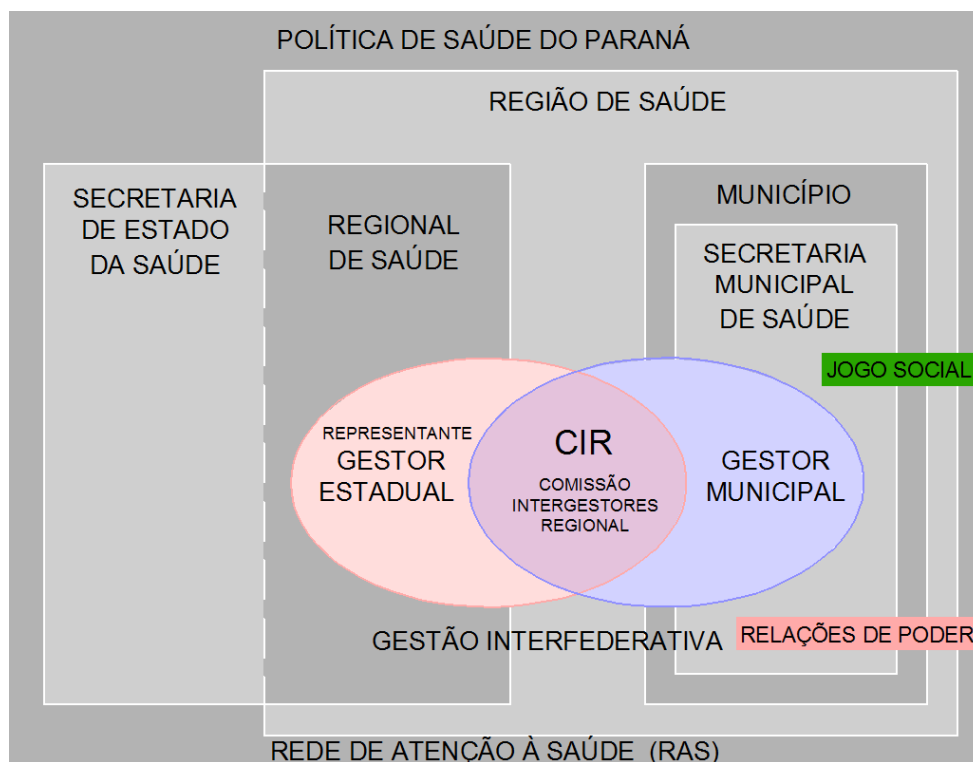 POLÍTICA DE SAÚDE DO PARANÁ
REGIÃO DE SAÚDE
SECRETARIA
DE ESTADO
DA SAÚDE
REGIONAL
DE SAÚDE
MUNICÍPIO
SECRETARIA
MUNICIPAL
DE SAÚDE
JOGO SOCIAL
REPRESENTANTE
GESTOR
ESTADUAL
CIR
COMISSÃO
INTERGESTORES
REGIONAL
GESTOR
MUNICIPAL
GESTÃO INTERFEDERATIVA
RELAÇÕES DE PODER
REDE DE ATENÇÃO À SAÚDE (RAS)